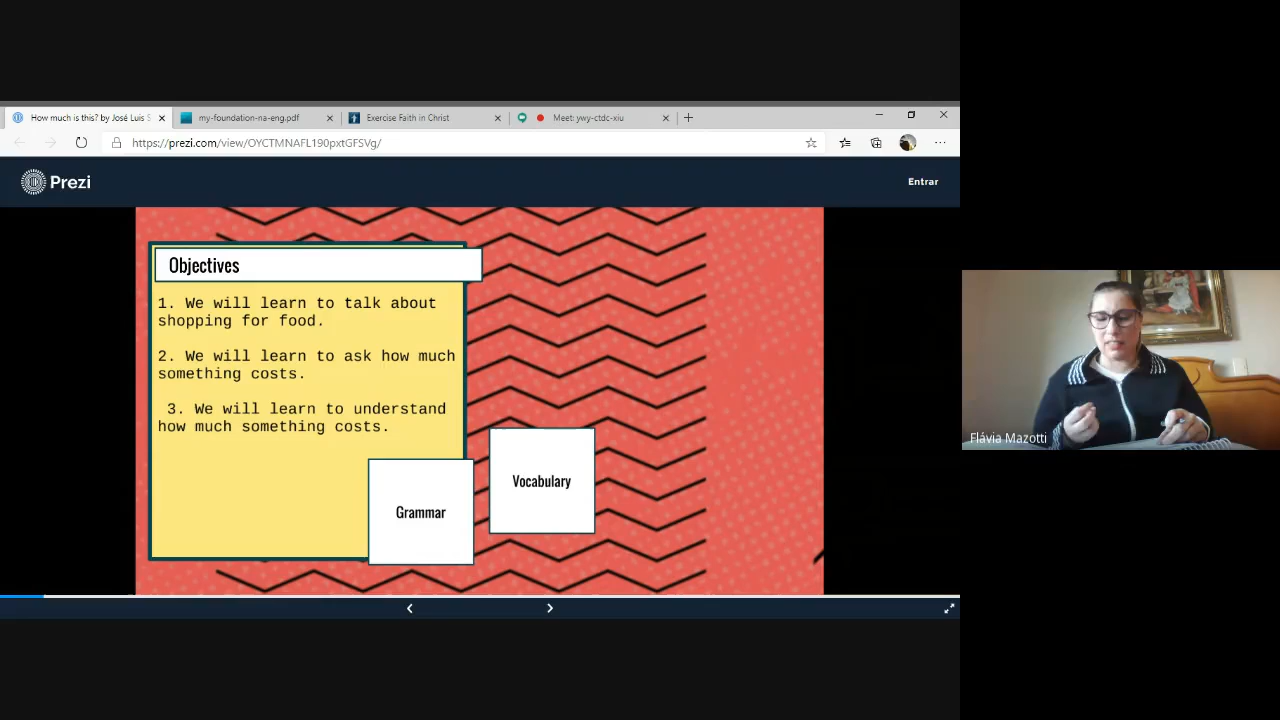 How much is this? by José Luis S
my-foundation-na-eng.pdf
Exercise Faith in Christ
Meet: ywy-ctdc-xiu
https://prezi.com/view/OYCTMNAFL190pxtGFSVg/
Prezi
Entrar
Objectives
1. We will learn to talk about
shopping for food.
2. We will learn to ask how much
something costs.
3. We will learn to understand
how much something costs.
Grammar
Vocabulary
Flávia Mazotti